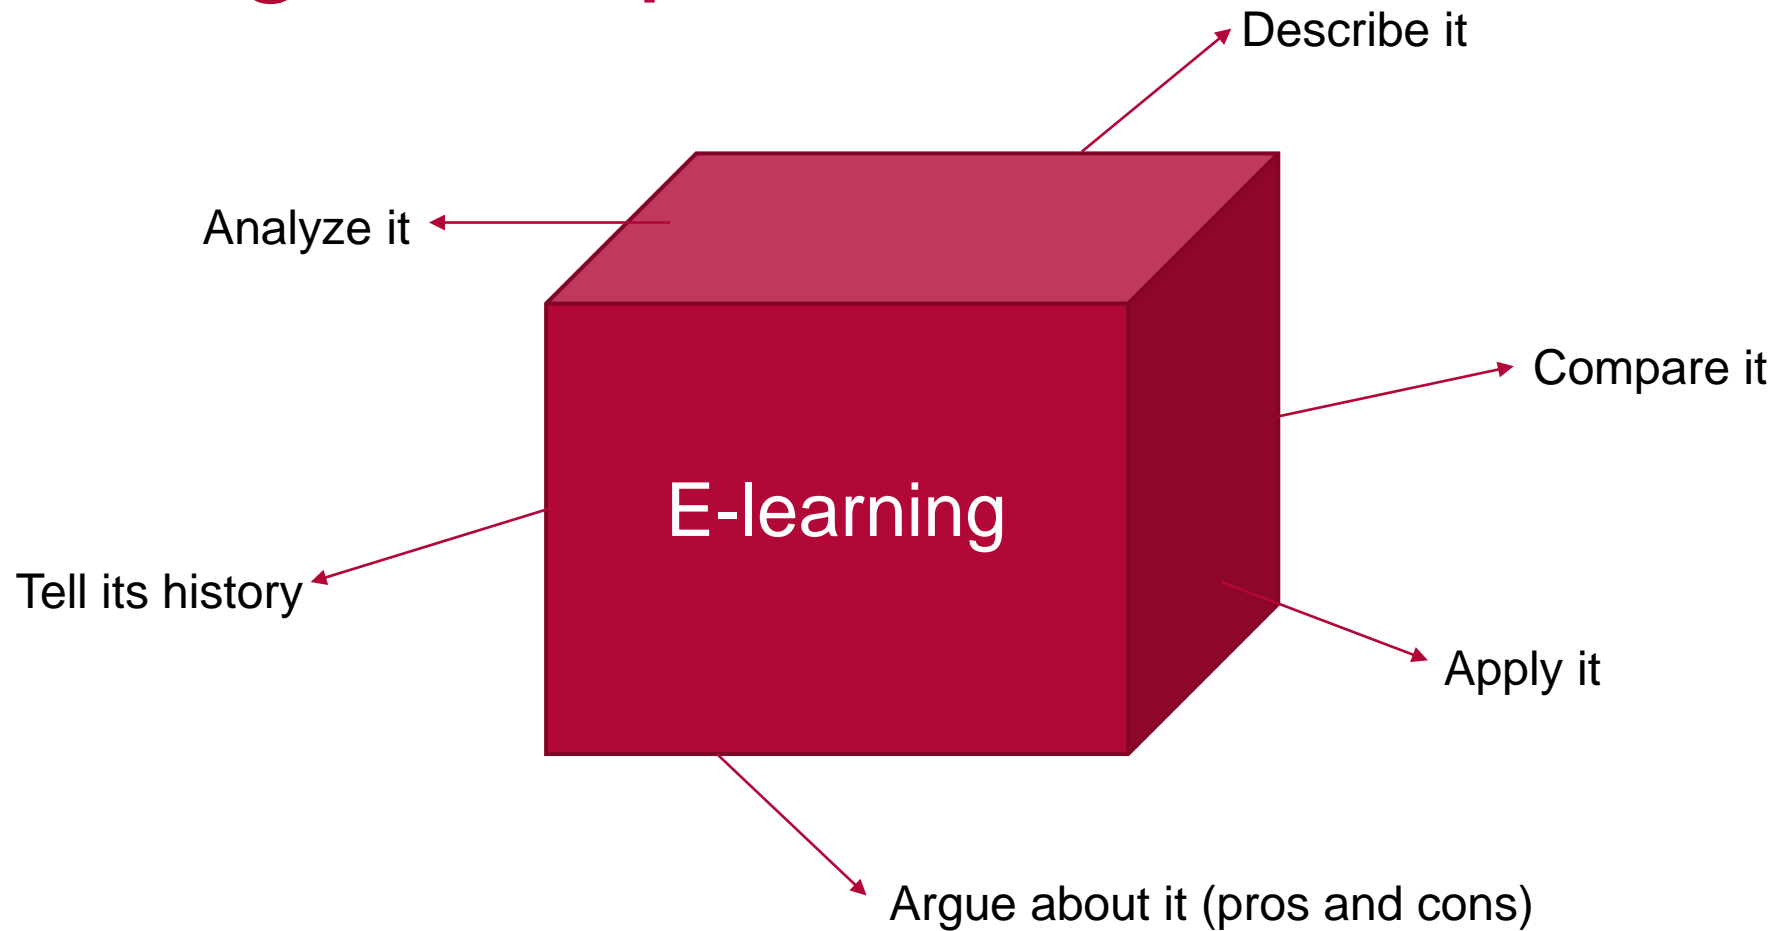 Describe it
Analyze it
Compare it
E-learning
Tell its history
Apply it
Argue about it (pros and cons)